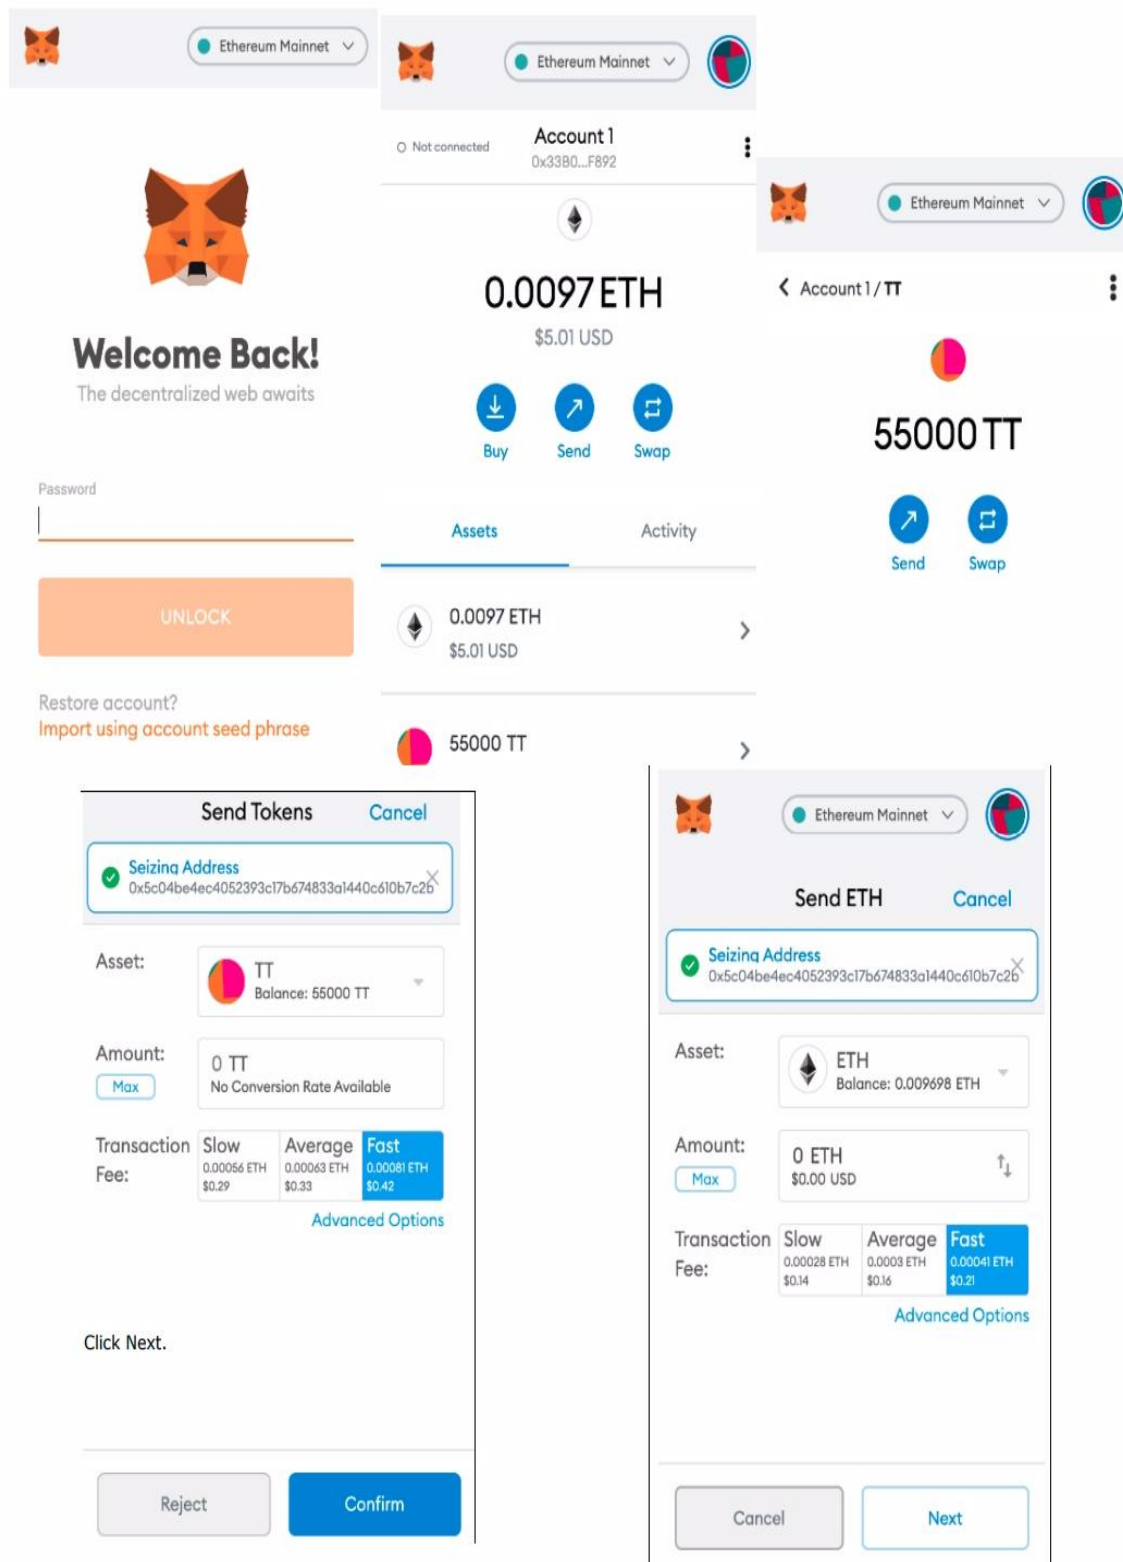 Ethereum Mainnet
Welcome Back!
The decentralized web awaits
Password
UNLOCK
Restore account?
Import using account seed phrase
Ethereum Mainnet
Not connected
Account 1
0x33B0...F892
0.0097 ETH
$5.01 USD
Buy Send Swap
Assets Activity
0.0097 ETH
$5.01 USD
55000 TT
Ethereum Mainnet
Account 1 / TT
55000 TT
Send Swap
Send Tokens Cancel
Seizing Address
0x5c04be4ec4052393c17b674833a1440c610b7c2b
Asset:
TT
Balance: 55000 TT
Amount:
Max
0 TT
No Conversion Rate Available
Transaction Fee:
Slow Average Fast
0.00056 ETH 0.00063 ETH 0.00081 ETH
$0.29 $0.33 $0.42
Advanced Options
Click Next.
Reject Confirm
Ethereum Mainnet
Send ETH Cancel
Seizing Address
0x5c04be4ec4052393c17b674833a1440c610b7c2b
Asset:
ETH
Balance: 0.009698 ETH
Amount:
Max
0 ETH
$0.00 USD
Transaction Fee:
Slow Average Fast
0.00028 ETH 0.0003 ETH 0.00041 ETH
$0.14 $0.16 $0.21
Advanced Options
Cancel Next